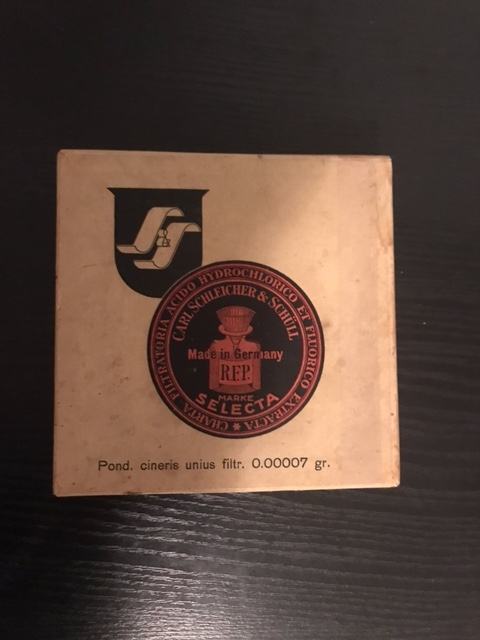 S&S
CHARTA FILTRATORIA ACIDO HYDROCHLORICO ET FLUORICO EXTRACTA
CARL SCHLEICHER & SCHÜLL
Made in Germany
R.F.P.
MARKE
SELECTA
Pond. cineris unius filtr. 0.00007 gr.